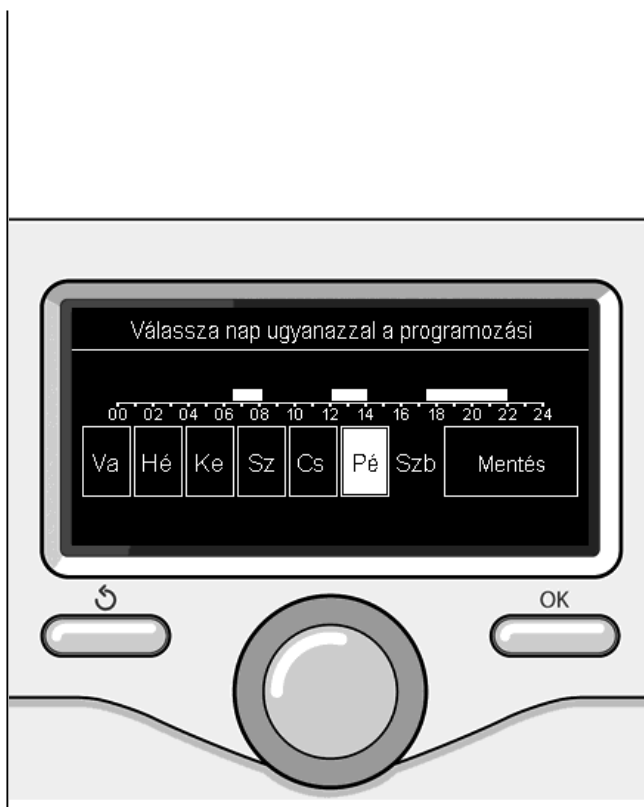 Válassza nap ugyanazzal a programozási
00 02 04 06 08 10 12 14 16 18 20 22 24
Va Hé Ke Sz Cs Pé Szb Mentés
OK